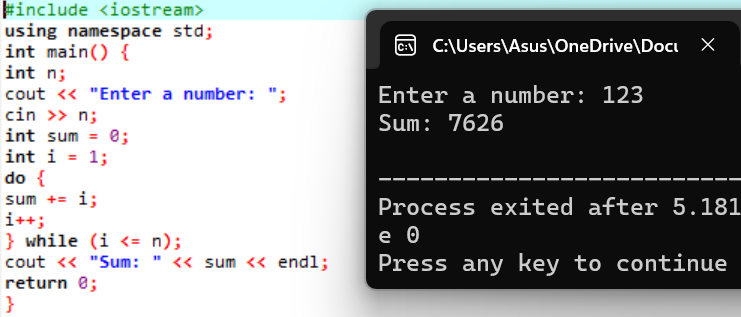 #include <iostream>
using namespace std;
int main() {
int n;
cout << "Enter a number: ";
cin >> n;
int sum = 0;
int i = 1;
do {
sum += i;
i++;
} while (i <= n);
cout << "Sum: " << sum << endl;
return 0;
}
C:\Users\Asus\OneDrive\Docu
Enter a number: 123
Sum: 7626
--------------------------
Process exited after 5.181
e 0
Press any key to continue